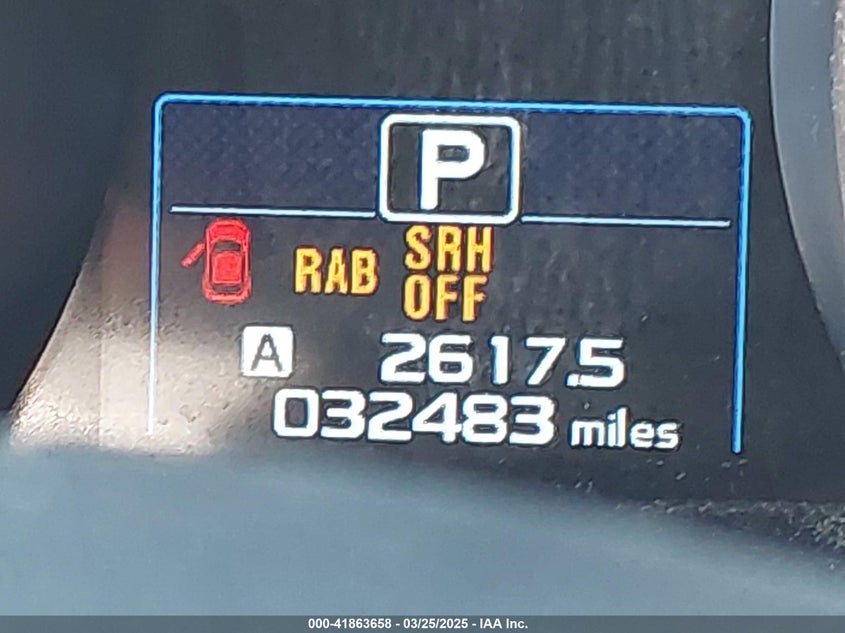 P
RAB SRH
OFF
A 2617.5
032483 miles
000-41863658 - 03/25/2025 - IAA Inc.